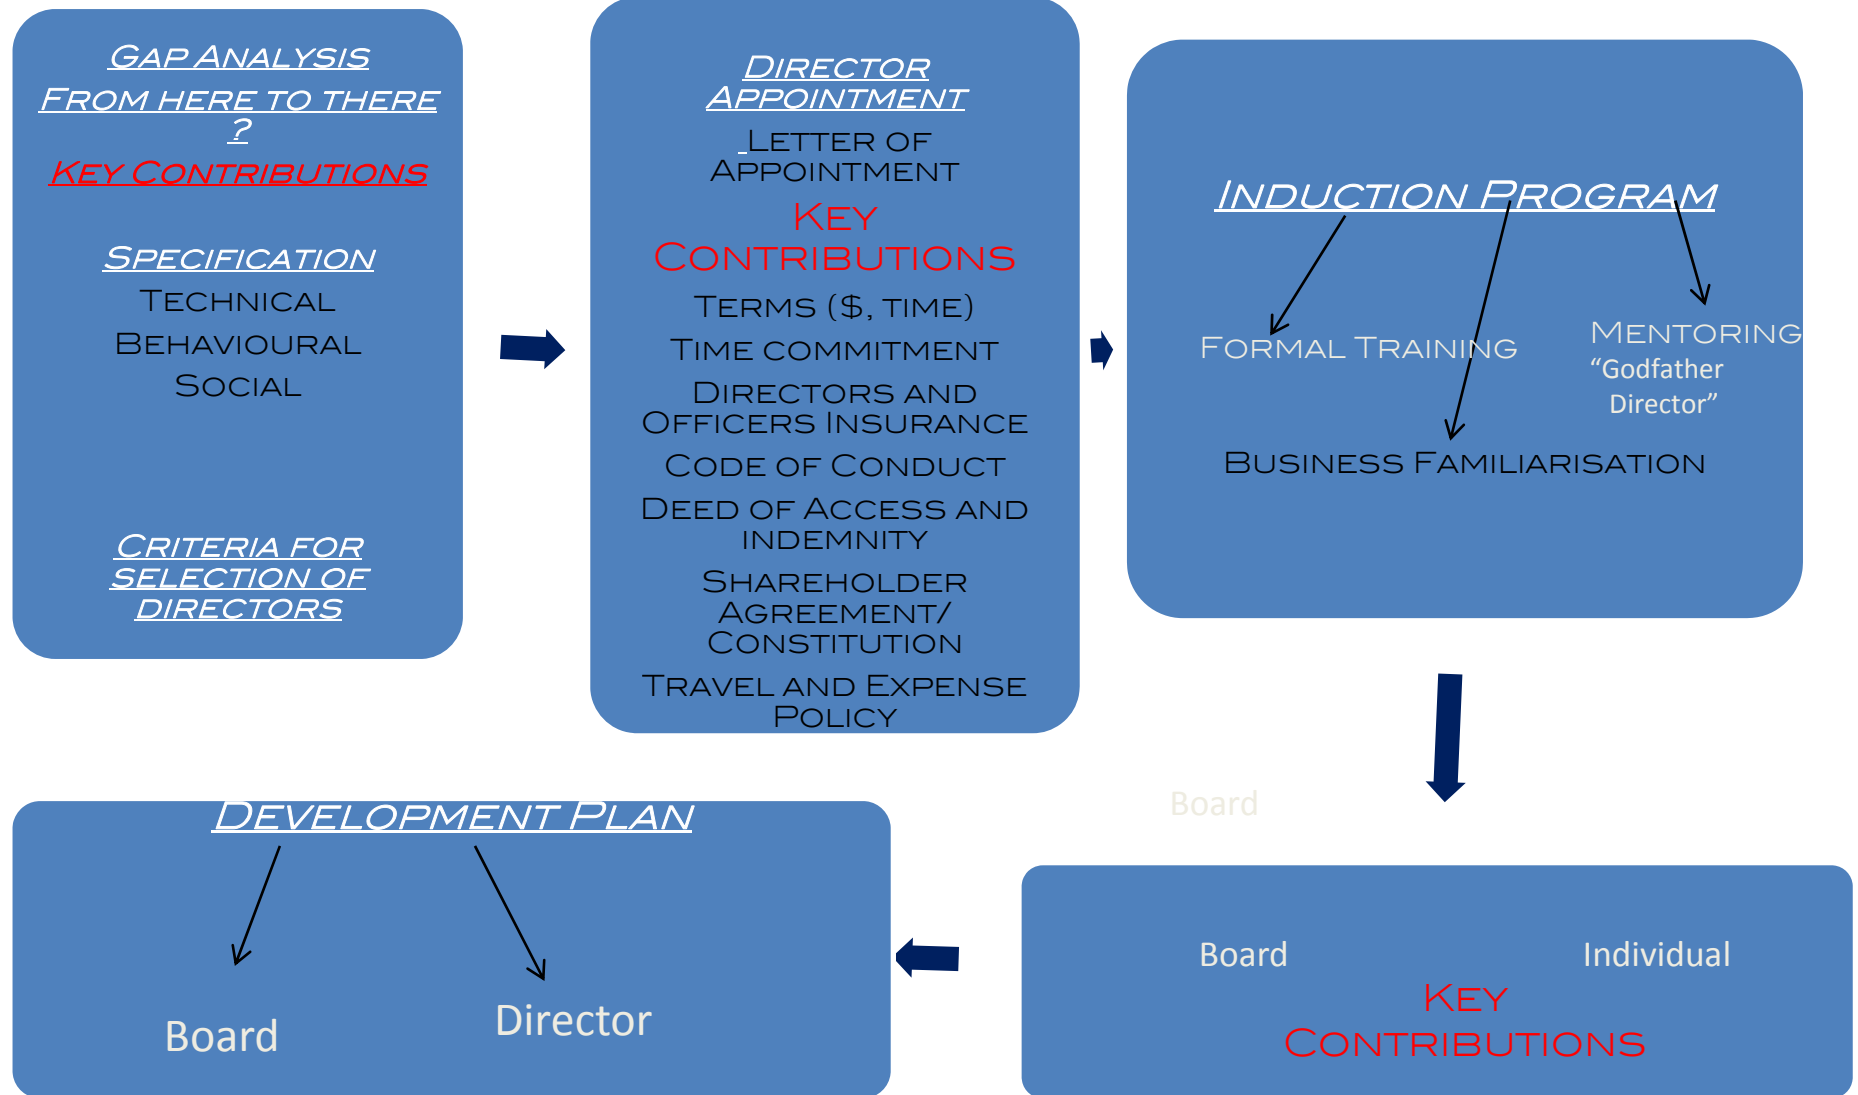 Gap Analysis
From here to there
?
Key Contributions
Specification
Technical
Behavioural
Social
Criteria for
selection of
directors
Director
Appointment
Letter of
Appointment
Key
Contributions
Terms ($, time)
Time commitment
Directors and
Officers Insurance
Code of Conduct
Deed of Access and
indemnity
Shareholder
Agreement/
Constitution
Travel and Expense
Policy
Induction Program
Formal Training
Mentoring
“Godfather
Director”
Business Familiarisation
Board
Board
Individual
Key
Contributions
Development Plan
Board
Director